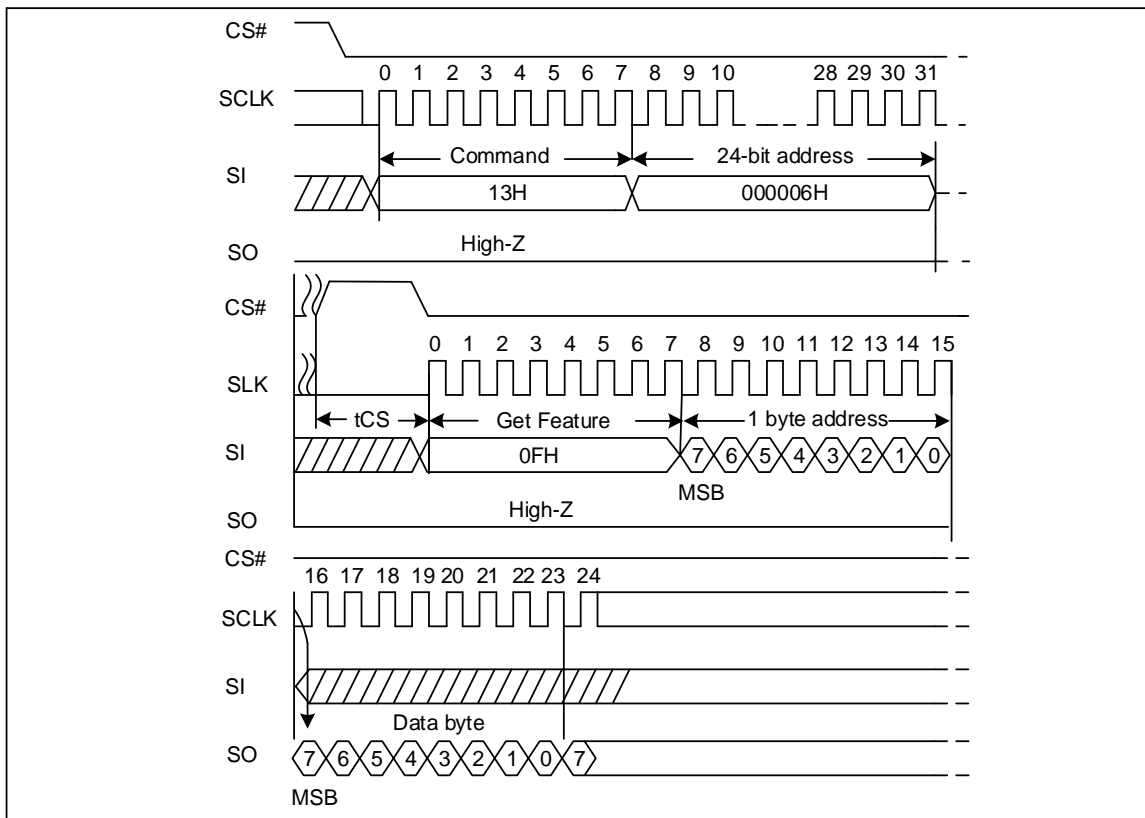 CS#
0 1 2 3 4 5 6 7 8 9 10 28 29 30 31
SCLK
Command 24-bit address
SI
13H 000006H
SO High-Z
CS#
0 1 2 3 4 5 6 7 8 9 10 11 12 13 14 15
SLK
tCS Get Feature 1 byte address
SI 0FH 7 6 5 4 3 2 1 0
MSB
SO High-Z
CS#
16 17 18 19 20 21 22 23 24
SCLK
SI
Data byte
SO 7 6 5 4 3 2 1 0 7
MSB